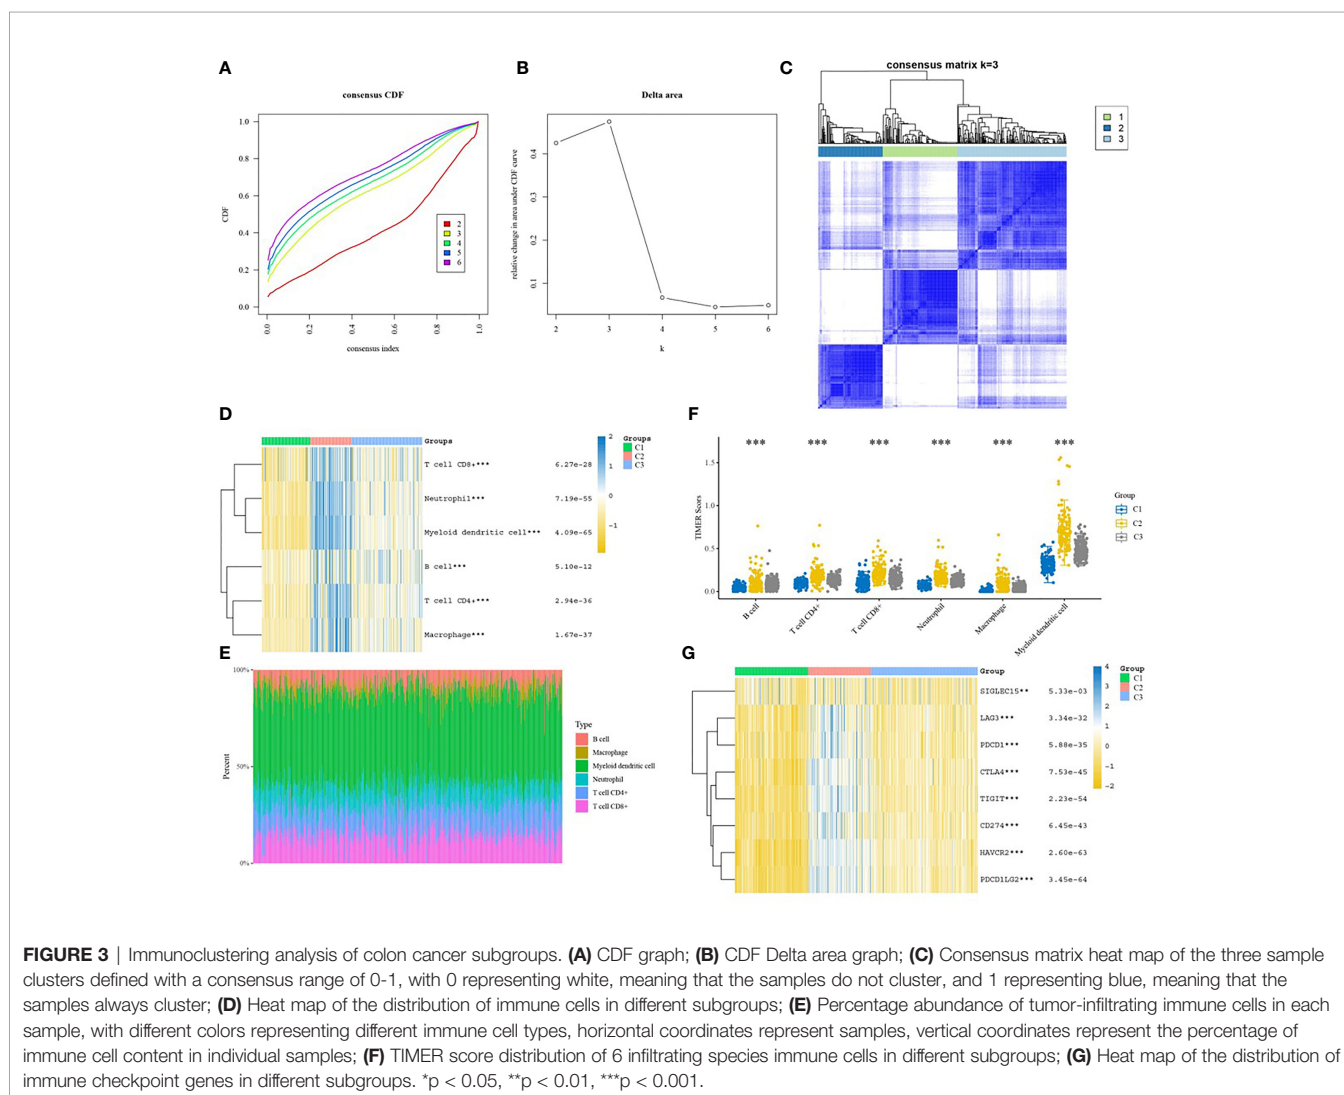 A
consensus CDF
CDF
1.0
0.8
0.6
0.4
0.2
0.0
0.0
0.2
0.4
0.6
0.8
1.0
consensus index
2
3
4
5
6
B
Delta area
relative change in area under CDF curve
0.4
0.3
0.2
0.1
2
3
4
5
6
k
C
consensus matrix k=3
1
2
3
D
Groups
T cell CD8+*** 6.27e-28
Neutrophil*** 7.19e-55
Myeloid dendritic cell*** 4.09e-65
B cell*** 5.10e-12
T cell CD4+*** 2.94e-36
Macrophage*** 1.67e-37
2
1
0
−1
Groups
C1
C2
C3
F
*** *** *** *** *** ***
TIMER Scores
1.5
1.0
0.5
0.0
B cell
T cell CD4+
T cell CD8+
Neutrophil
Macrophage
Myeloid dendritic cell
Group
C1
C2
C3
E
100%
50%
0%
Percent
Type
B cell
Macrophage
Myeloid dendritic cell
Neutrophil
T cell CD4+
T cell CD8+
G
Group
SIGLEC15** 5.33e-03
LAG3*** 3.34e-32
PDCD1*** 5.88e-35
CTLA4*** 7.53e-45
TIGIT*** 2.23e-54
CD274*** 6.45e-43
HAVCR2*** 2.60e-63
PDCD1LG2*** 3.45e-64
4
3
2
1
0
−1
−2
Group
C1
C2
C3
FIGURE 3 | Immunoclustering analysis of colon cancer subgroups. (A) CDF graph; (B) CDF Delta area graph; (C) Consensus matrix heat map of the three sample
clusters defined with a consensus range of 0-1, with 0 representing white, meaning that the samples do not cluster, and 1 representing blue, meaning that the
samples always cluster; (D) Heat map of the distribution of immune cells in different subgroups; (E) Percentage abundance of tumor-infiltrating immune cells in each
sample, with different colors representing different immune cell types, horizontal coordinates represent samples, vertical coordinates represent the percentage of
immune cell content in individual samples; (F) TIMER score distribution of 6 infiltrating species immune cells in different subgroups; (G) Heat map of the distribution of
immune checkpoint genes in different subgroups. *p < 0.05, **p < 0.01, ***p < 0.001.